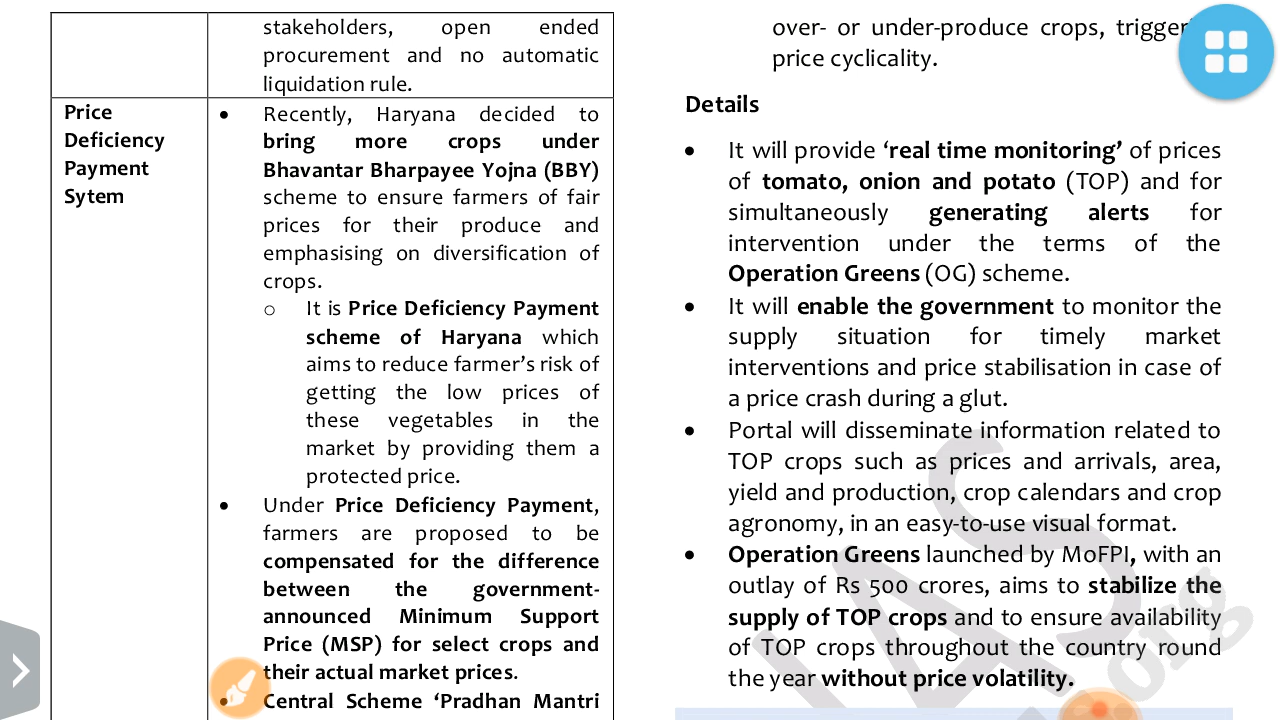 stakeholders, open ended
procurement and no automatic
liquidation rule.
Price
Deficiency
Payment
Sytem
• Recently, Haryana decided to
bring more crops under
Bhavantar Bharpayee Yojna (BBY)
scheme to ensure farmers of fair
prices for their produce and
emphasising on diversification of
crops.
o It is Price Deficiency Payment
scheme of Haryana which
aims to reduce farmer's risk of
getting the low prices of
these vegetables in the
market by providing them a
protected price.
• Under Price Deficiency Payment,
farmers are proposed to be
compensated for the difference
between the government-
announced Minimum Support
Price (MSP) for select crops and
their actual market prices.
• Central Scheme ‘Pradhan Mantri
over- or under-produce crops,
price cyclicality.
Details
• It will provide ‘real time monitoring’ of prices
of tomato, onion and potato (TOP) and for
simultaneously generating alerts for
intervention under the terms of the
Operation Greens (OG) scheme.
• It will enable the government to monitor the
supply situation for timely market
interventions and price stabilisation in case of
a price crash during a glut.
• Portal will disseminate information related to
TOP crops such as prices and arrivals, area,
yield and production, crop calendars and crop
agronomy, in an easy-to-use visual format.
• Operation Greens launched by MoFPI, with an
outlay of Rs 500 crores, aims to stabilize the
supply of TOP crops and to ensure availability
of TOP crops throughout the country round
the year without price volatility.
IAS